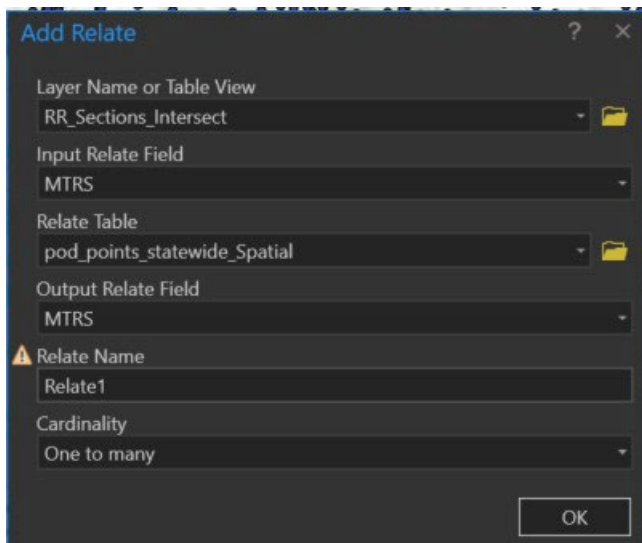 Add Relate
? ×
Layer Name or Table View
RR_Sections_Intersect
Input Relate Field
MTRS
Relate Table
pod_points_statewide_Spatial
Output Relate Field
MTRS
Relate Name
Relate1
Cardinality
One to many
OK